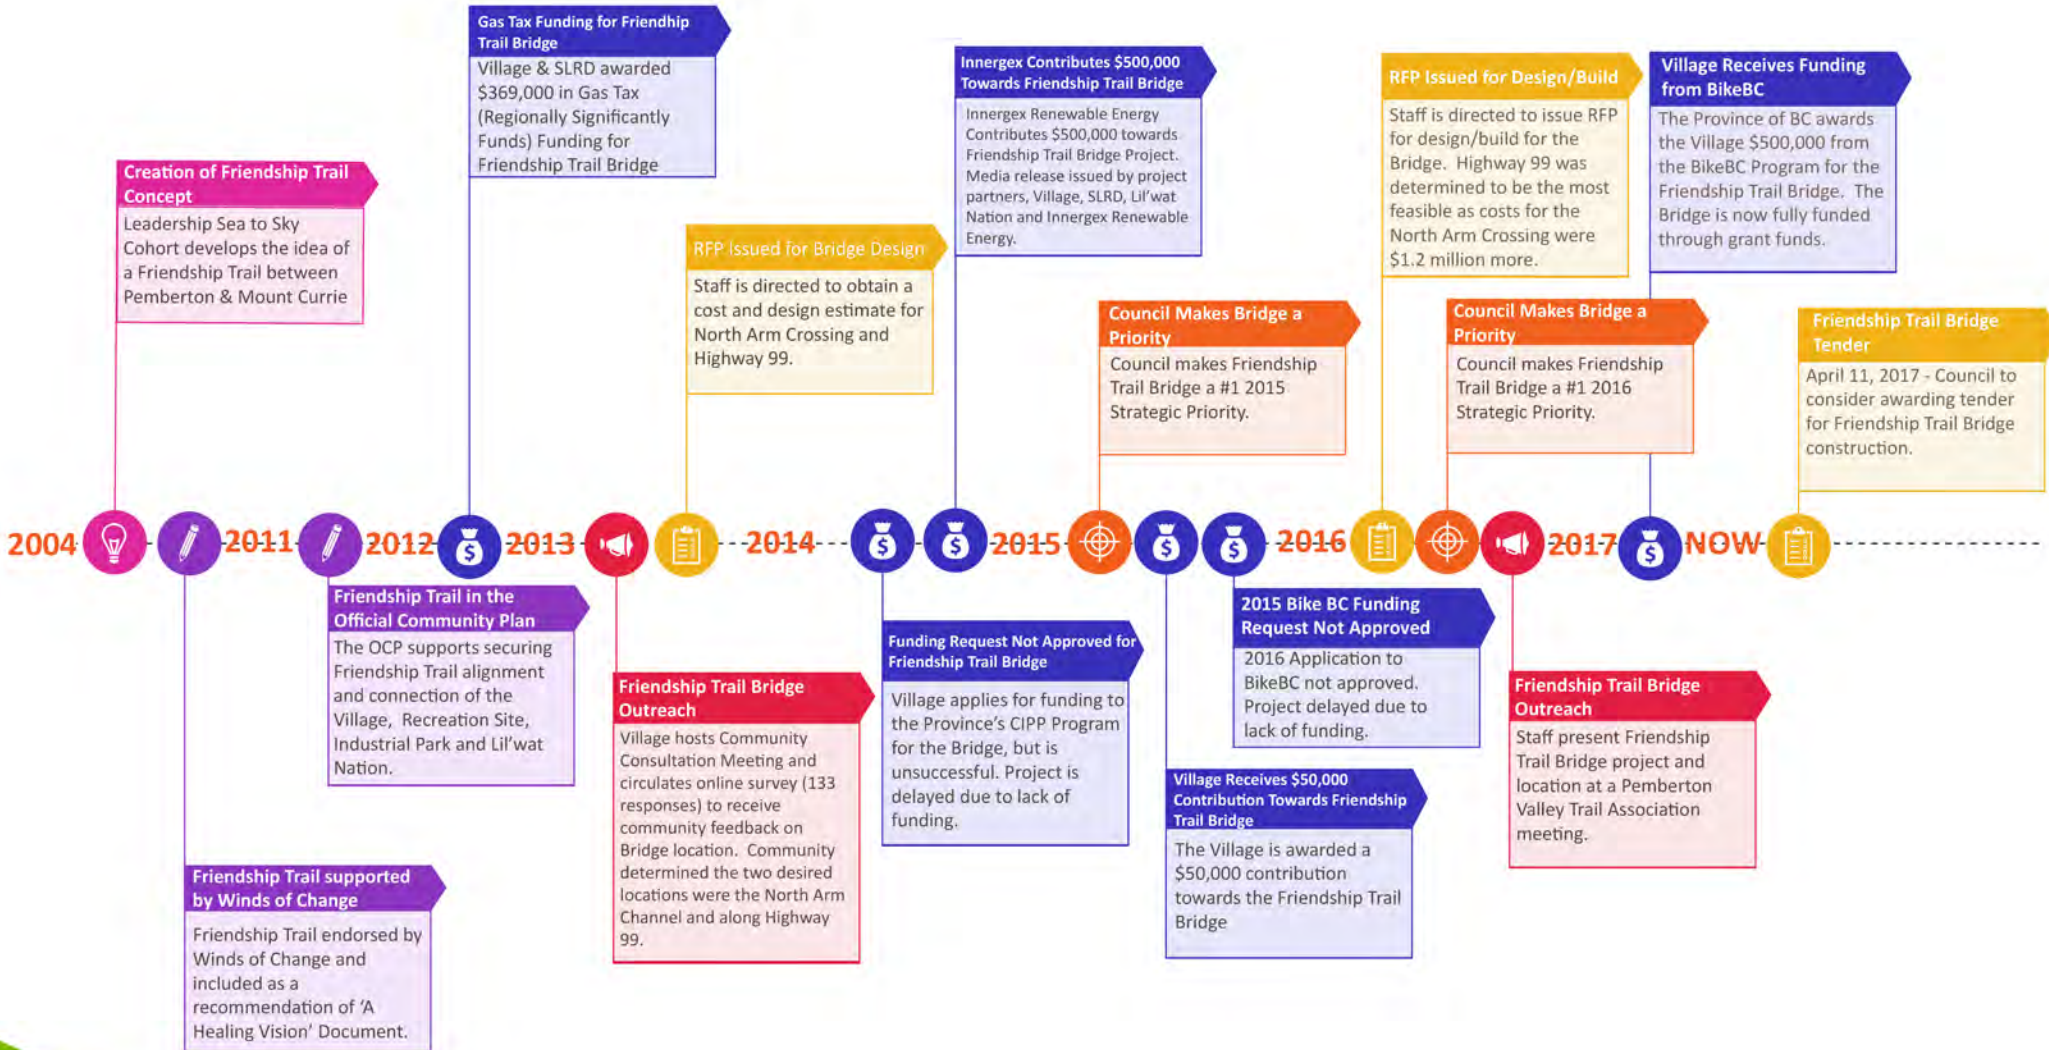 Gas Tax Funding for Friendhip
Trail Bridge
Village & SLRD awarded
$369,000 in Gas Tax
(Regionally Significantly
Funds) Funding for
Friendship Trail Bridge
Innergex Contributes $500,000
Towards Friendship Trail Bridge
Innergex Renewable Energy
Contributes $500,000 towards
Friendship Trail Bridge Project.
Media release issued by project
partners, Village, SLRD, Lil'wat
Nation and Innergex Renewable
Energy.
RFP Issued for Design/Build
Staff is directed to issue RFP
for design/build for the
Bridge. Highway 99 was
determined to be the most
feasible as costs for the
North Arm Crossing were
$1.2 million more.
Village Receives Funding
from BikeBC
The Province of BC awards
the Village $500,000 from
the BikeBC Program for the
Friendship Trail Bridge. The
Bridge is now fully funded
through grant funds.
Creation of Friendship Trail
Concept
Leadership Sea to Sky
Cohort develops the idea of
a Friendship Trail between
Pemberton & Mount Currie
RFP Issued for Bridge Design
Staff is directed to obtain a
cost and design estimate for
North Arm Crossing and
Highway 99.
Council Makes Bridge a
Priority
Council makes Friendship
Trail Bridge a #1 2015
Strategic Priority.
Council Makes Bridge a
Priority
Council makes Friendship
Trail Bridge a #1 2016
Strategic Priority.
Friendship Trail Bridge
Tender
April 11, 2017 - Council to
consider awarding tender
for Friendship Trail Bridge
construction.
2004 2011 2012 $ 2013 2014 $ $ 2015 $ $ 2016 2017 $ NOW
Friendship Trail in the
Official Community Plan
The OCP supports securing
Friendship Trail alignment
and connection of the
Village, Recreation Site,
Industrial Park and Lil'wat
Nation.
Friendship Trail supported
by Winds of Change
Friendship Trail endorsed by
Winds of Change and
included as a
recommendation of 'A
Healing Vision' Document.
Friendship Trail Bridge
Outreach
Village hosts Community
Consultation Meeting and
circulates online survey (133
responses) to receive
community feedback on
Bridge location. Community
determined the two desired
locations were the North Arm
Channel and along Highway
99.
Funding Request Not Approved for
Friendship Trail Bridge
Village applies for funding to
the Province's CIPP Program
for the Bridge, but is
unsuccessful. Project is
delayed due to lack of
funding.
2015 Bike BC Funding
Request Not Approved
2016 Application to
BikeBC not approved.
Project delayed due to
lack of funding.
Village Receives $50,000
Contribution Towards Friendship
Trail Bridge
The Village is awarded a
$50,000 contribution
towards the Friendship Trail
Bridge
Friendship Trail Bridge
Outreach
Staff present Friendship
Trail Bridge project and
location at a Pemberton
Valley Trail Association
meeting.